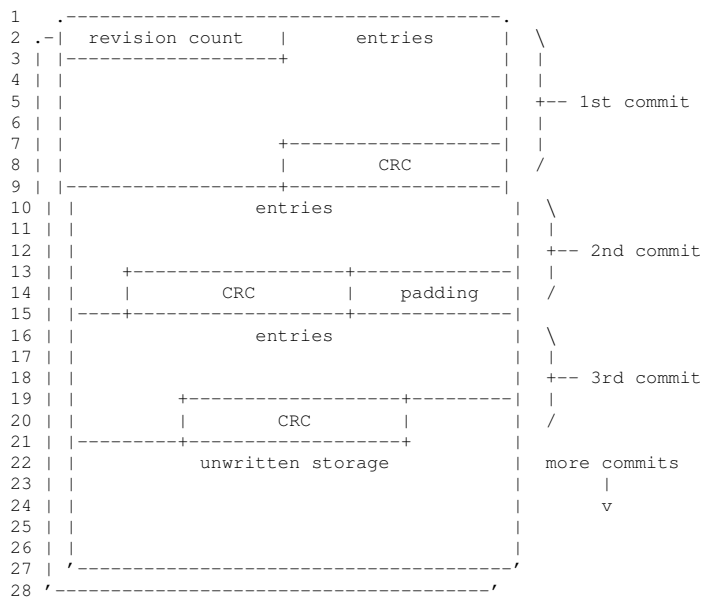 1    .---------------------------------------.
2 .-|  revision count   |      entries      |  \
3 | |-------------------+                   |  |
4 | |                                       |  |
5 | |                                       |  +-- 1st commit
6 | |                                       |  |
7 | |                   +-------------------|  |
8 | |                   |        CRC        |  /
9 | |-------------------+-------------------|
10 | |                entries                |  \
11 | |                                       |  |
12 | |                                       |  +-- 2nd commit
13 | |    +-------------------+--------------|  |
14 | |    |        CRC        |    padding   |  /
15 | |----+-------------------+--------------|
16 | |                entries                |  \
17 | |                                       |  |
18 | |                                       |  +-- 3rd commit
19 | |         +-------------------+---------|  |
20 | |         |        CRC        |         |  /
21 | |---------+-------------------+         |
22 | |           unwritten storage           |  more commits
23 | |                                       |       |
24 | |                                       |       v
25 | |                                       |
26 | |                                       |
27 | '---------------------------------------'
28 '---------------------------------------'